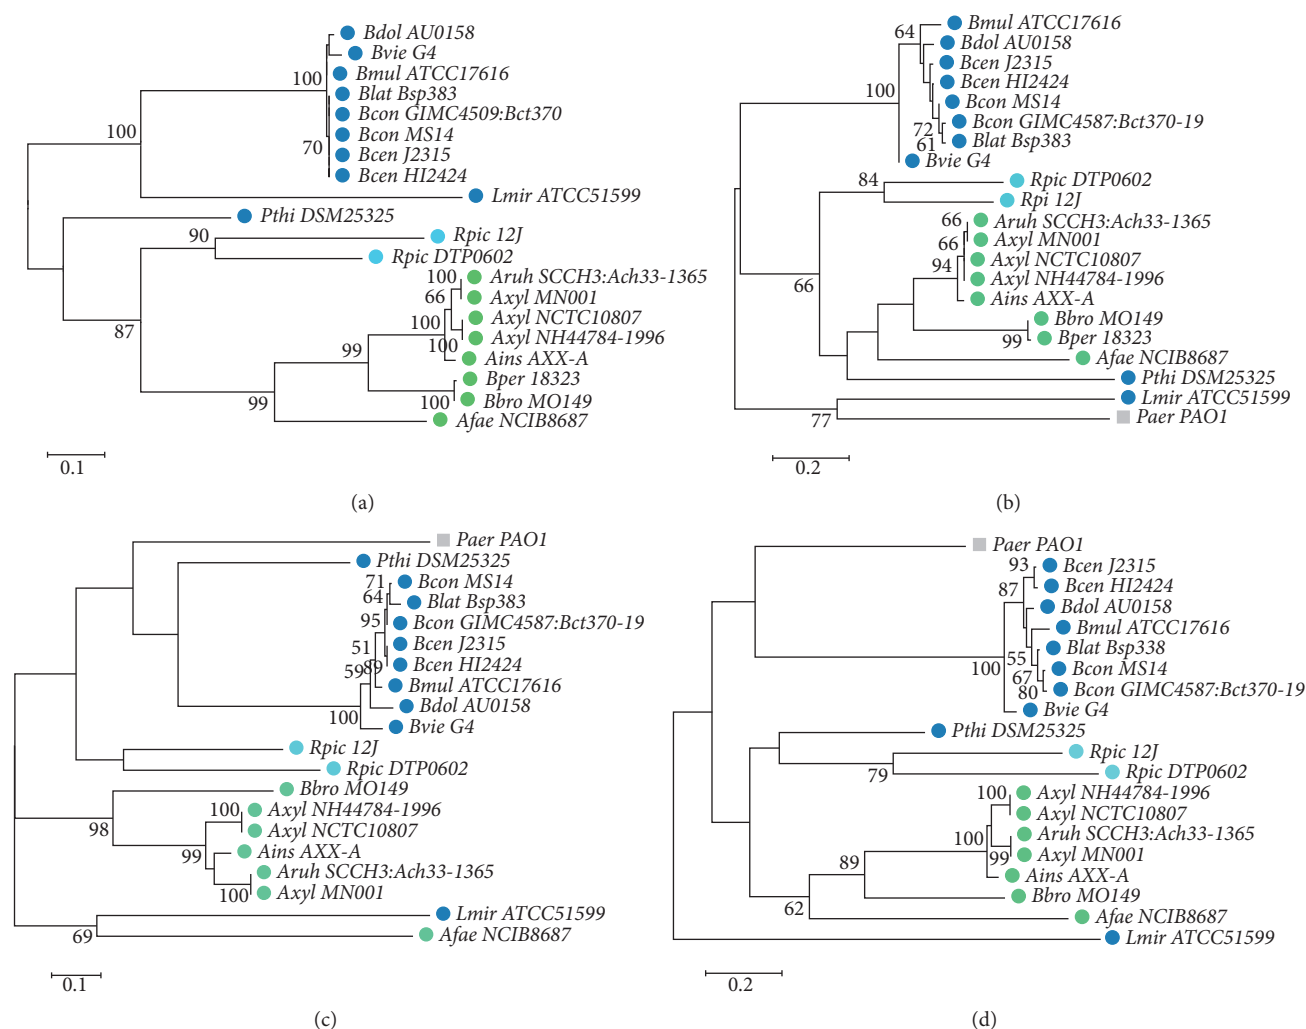 Bdol AU0158
Bvie G4
100
Bmul ATCC17616
Blat Bsp383
Bcon GIMC4509:Bct370
100
Bcon MS14
70
Bcen J2315
Bcen HI2424
Lmir ATCC51599
Pthi DSM25325
90
Rpic 12J
Rpic DTP0602
100
Aruh SCCH3:Ach33-1365
66
Axyl MN001
100
Axyl NCTC10807
87
100
Axyl NH44784-1996
99
Ains AXX-A
Bper 18323
99
100
Bbro MO149
Afae NCIB8687
0.1
(a)
Bmul ATCC17616
64
Bdol AU0158
Bcen J2315
Bcen HI2424
100
Bcon MS14
72
Bcon GIMC4587:Bct370-19
61
Blat Bsp383
Bvie G4
84
Rpic DTP0602
Rpi 12J
66
Aruh SCCH3:Ach33-1365
66
Axyl MN001
94
Axyl NCTC10807
66
Axyl NH44784-1996
Ains AXX-A
Bbro MO149
99
Bper 18323
Afae NCIB8687
Pthi DSM25325
Lmir ATCC51599
77
Paer PAO1
0.2
(b)
Paer PAO1
Pthi DSM25325
71
Bcon MS14
64
Blat Bsp383
95
Bcon GIMC4587:Bct370-19
51
Bcen J2315
59
89
Bcen HI2424
Bmul ATCC17616
100
Bdol AU0158
Bvie G4
Rpic 12J
Rpic DTP0602
Bbro MO149
100
Axyl NH44784-1996
98
Axyl NCTC10807
99
Ains AXX-A
Aruh SCCH3:Ach33-1365
100
Axyl MN001
Lmir ATCC51599
69
Afae NCIB8687
0.1
(c)
Paer PAO1
93
Bcen J2315
87
Bcen HI2424
Bdol AU0158
Bmul ATCC17616
100
55
Blat Bsp338
67
Bcon MS14
80
Bcon GIMC4587:Bct370-19
Bvie G4
Pthi DSM25325
Rpic 12J
79
Rpic DTP0602
100
Axyl NH44784-1996
Axyl NCTC10807
100
Aruh SCCH3:Ach33-1365
99
Axyl MN001
89
Ains AXX-A
Bbro MO149
62
Afae NCIB8687
Lmir ATCC51599
0.2
(d)